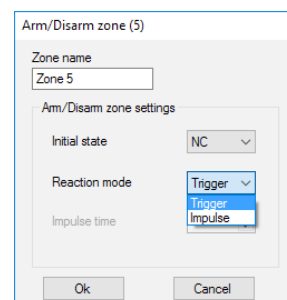 Arm/Disarm zone (5)
Zone name
Zone 5
Arm/Disarm zone settings
Initial state NC
Reaction mode Trigger
Trigger
Impulse
Impulse time
Ok Cancel